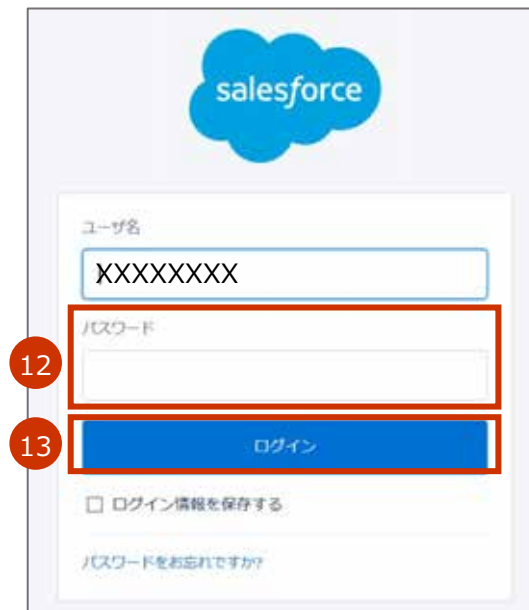 salesforce
ユーザ名
XXXXXXXX
パスワード
12
13
ログイン
ログイン情報を保存する
パスワードをお忘れですか?